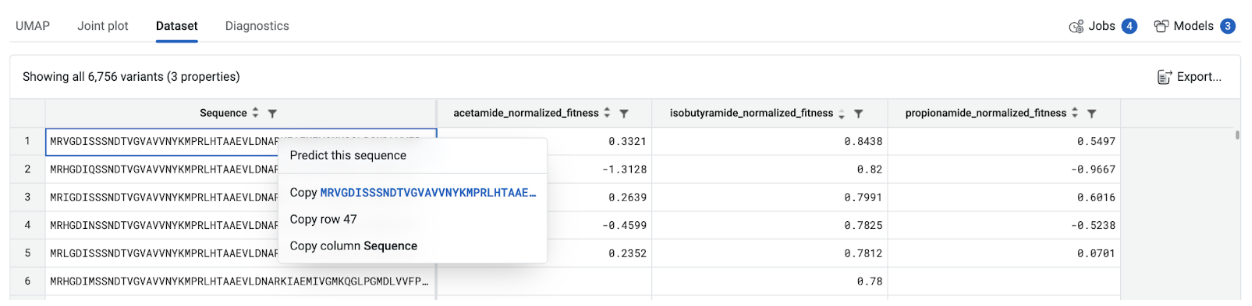 UMAP Joint plot Dataset Diagnostics Jobs 4 Models 3
Showing all 6,756 variants (3 properties) Export...
Sequence acetamide_normalized_fitness isobutyramide_normalized_fitness propionamide_normalized_fitness
1 MRVGDISSSNDTVGVAVVNYKMPRLHTAAEVLDNAR 0.3321 0.8438 0.5497
Predict this sequence
2 MRHGDIQSSNDTVGVAVVNYKMPRLHTAAEVLDNAR -1.3128 0.82 -0.9667
3 MRIGDISSSNDTVGVAVVNYKMPRLHTAAEVLDNAR 0.2639 0.7991 0.6016
Copy MRVGDISSSNDTVGVAVVNYKMPRLHTAAE…
4 MRHGDISSSNDTVGVAVVNYKMPRLHTAAEVLDNAR -0.4599 0.7825 -0.5238
Copy row 47
5 MRLGDISSSNDTVGVAVVNYKMPRLHTAAEVLDNAR 0.2352 0.7812 0.0701
Copy column Sequence
6 MRHGDIMSSNDTVGVAVVNYKMPRLHTAAEVLDNARKIAEMIVGMKQGLPGMDLVVFP… 0.78